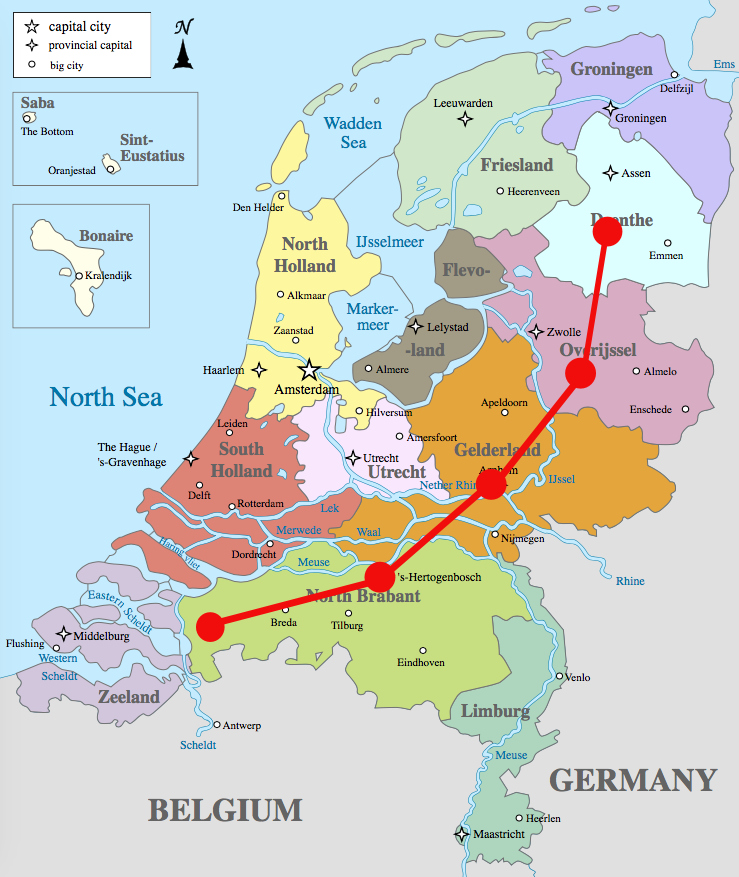 capital city
provincial capital
big city
N
Saba
The Bottom
Sint-
Eustatius
Oranjestad
Bonaire
Kralendijk
Groningen
Ems
Delfzijl
Groningen
Leeuwarden
Wadden
Sea
Friesland
Assen
Heerenveen
Den Helder
Drenthe
Emmen
North
Holland
IJsselmeer
Flevo-
Alkmaar
Marker-
meer
Zaanstad
Lelystad
-land
Zwolle
Overijssel
Haarlem
Almere
Almelo
Amsterdam
North Sea
Apeldoorn
Enschede
Hilversum
Leiden
Amersfoort
The Hague /
's-Gravenhage
South
Holland
Utrecht
Utrecht
Gelderland
Arnhem
Nether Rhine
IJssel
Delft
Rotterdam
Lek
Merwede
Waal
Haring vliet
Dordrecht
Nijmegen
Meuse
Rhine
's-Hertogenbosch
North Brabant
Eastern
Scheldt
Breda
Tilburg
Middelburg
Flushing
Western
Scheldt
Eindhoven
Venlo
Zeeland
Limburg
Antwerp
Scheldt
Meuse
GERMANY
BELGIUM
Heerlen
Maastricht